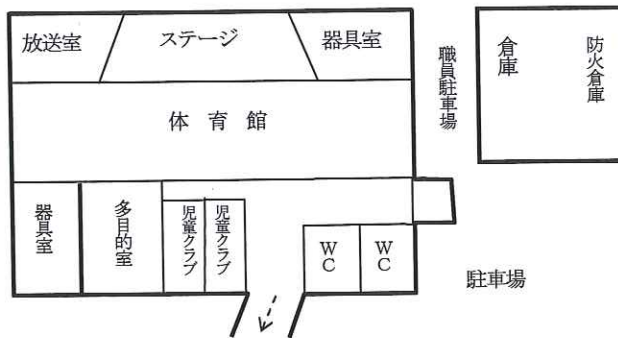 放送室
ステージ
器具室
職員駐車場
倉庫
防火倉庫
体育館
器具室
多目的室
児童クラブ
児童クラブ
WC
WC
駐車場